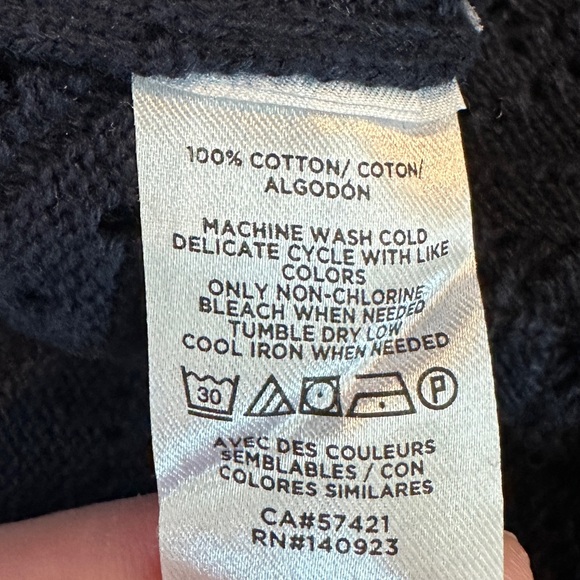 100% COTTON/ COTON/
ALGODÓN
MACHINE WASH COLD
DELICATE CYCLE WITH LIKE
COLORS
ONLY NON-CHLORINE
BLEACH WHEN NEEDED
TUMBLE DRY LOW
COOL IRON WHEN NEEDED
30 P
AVEC DES COULEURS
SEMBLABLES / CON
COLORES SIMILARES
CA#57421
RN#140923